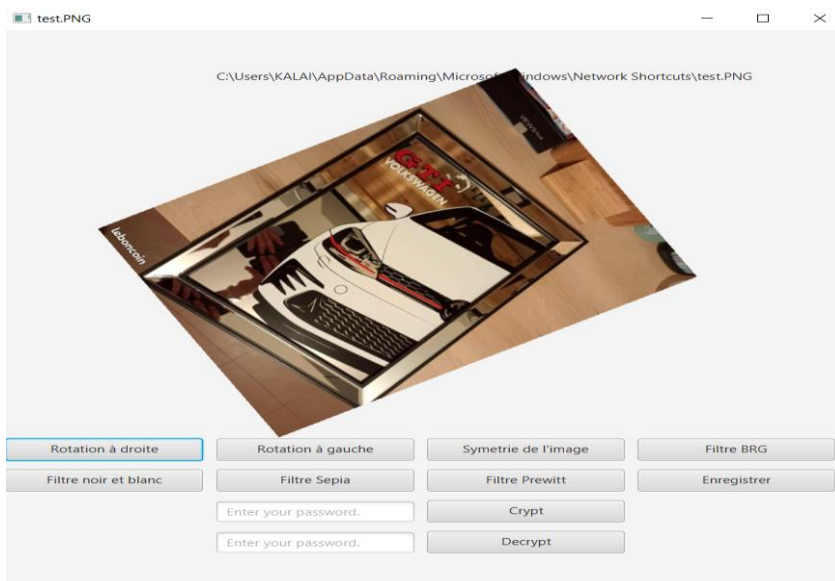 test.PNG
C:\Users\KALAI\AppData\Roaming\Microsoft\Windows\Network Shortcuts\test.PNG
GTi
VOLKSWAGEN
leboncoin
Rotation à droite
Rotation à gauche
Symetrie de l'image
Filtre BRG
Filtre noir et blanc
Filtre Sepia
Filtre Prewitt
Enregistrer
Enter your password.
Crypt
Enter your password.
Decrypt